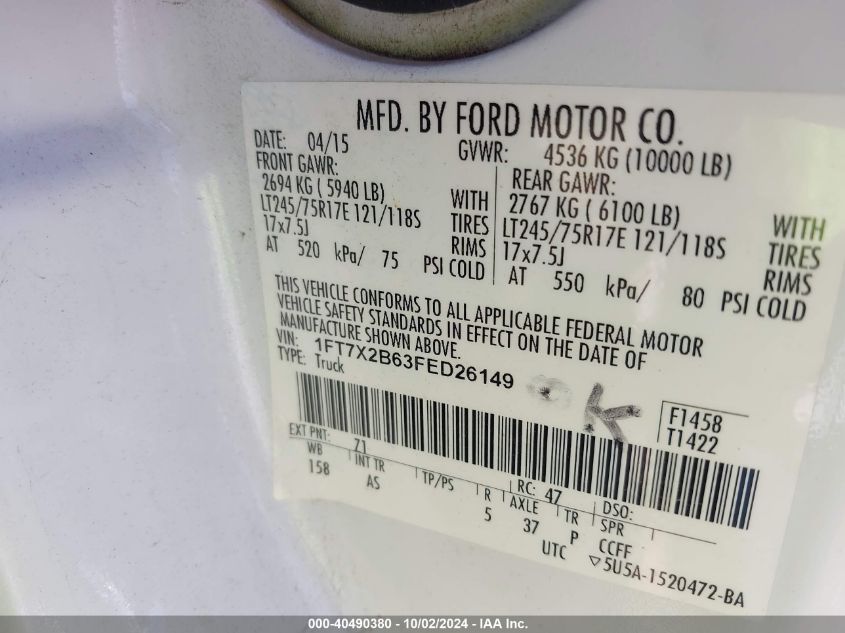 MFD. BY FORD MOTOR CO.
DATE: 04/15 GVWR: 4536 KG (10000 LB)
FRONT GAWR: REAR GAWR:
2694 KG ( 5940 LB) WITH 2767 KG ( 6100 LB) WITH
LT245/75R17E 121/118S TIRES LT245/75R17E 121/118S TIRES
17x7.5J RIMS 17x7.5J RIMS
AT 520 kPa/ 75 PSI COLD AT 550 kPa/ 80 PSI COLD
THIS VEHICLE CONFORMS TO ALL APPLICABLE FEDERAL MOTOR
VEHICLE SAFETY STANDARDS IN EFFECT ON THE DATE OF
MANUFACTURE SHOWN ABOVE.
VIN: 1FT7X2B63FED26149
TYPE: Truck
K
F1458
T1422
EXT PNT: Z1 RC: 47 DSO:
WB INT TR TP/PS R AXLE TR SPR
158 AS 5 37 P CCFF
UTC ▽5U5A-1520472-BA
000-40490380 - 10/02/2024 - IAA Inc.